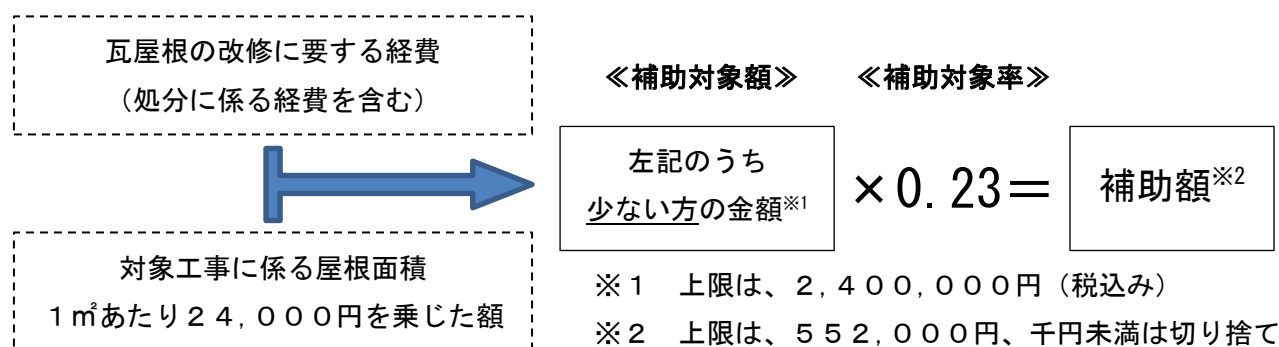 瓦屋根の改修に要する経費
（処分に係る経費を含む）
対象工事に係る屋根面積
１㎡あたり２４,０００円を乗じた額
≪補助対象額≫
≪補助対象率≫
左記のうち
少ない方の金額※1
×0.23＝
補助額※2
※１　上限は、２,４００,０００円（税込み）
※２　上限は、５５２,０００円、千円未満は切り捨て